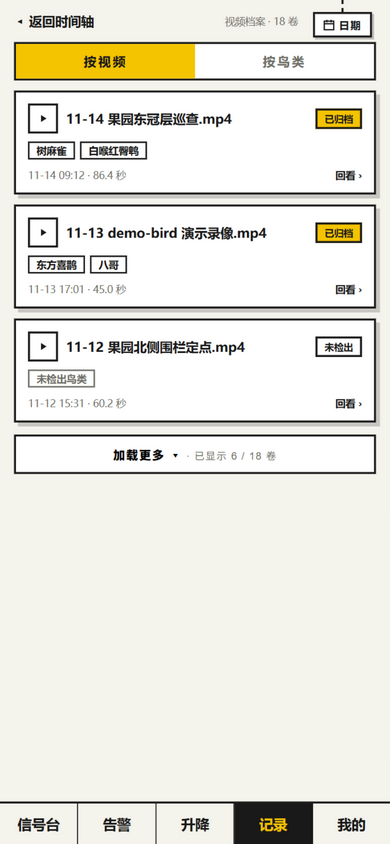 ◂ 返回时间轴 视频档案 · 18 卷 日期
按视频 按鸟类
11-14 果园东冠层巡查.mp4 已归档
树麻雀 白喉红臀鹎
11-14 09:12 · 86.4 秒 回看 ›
11-13 demo-bird 演示录像.mp4 已归档
东方喜鹊 八哥
11-13 17:01 · 45.0 秒 回看 ›
11-12 果园北侧围栏定点.mp4 未检出
未检出鸟类
11-12 15:31 · 60.2 秒 回看 ›
加载更多 ▾ · 已显示 6 / 18 卷
信号台 告警 升降 记录 我的